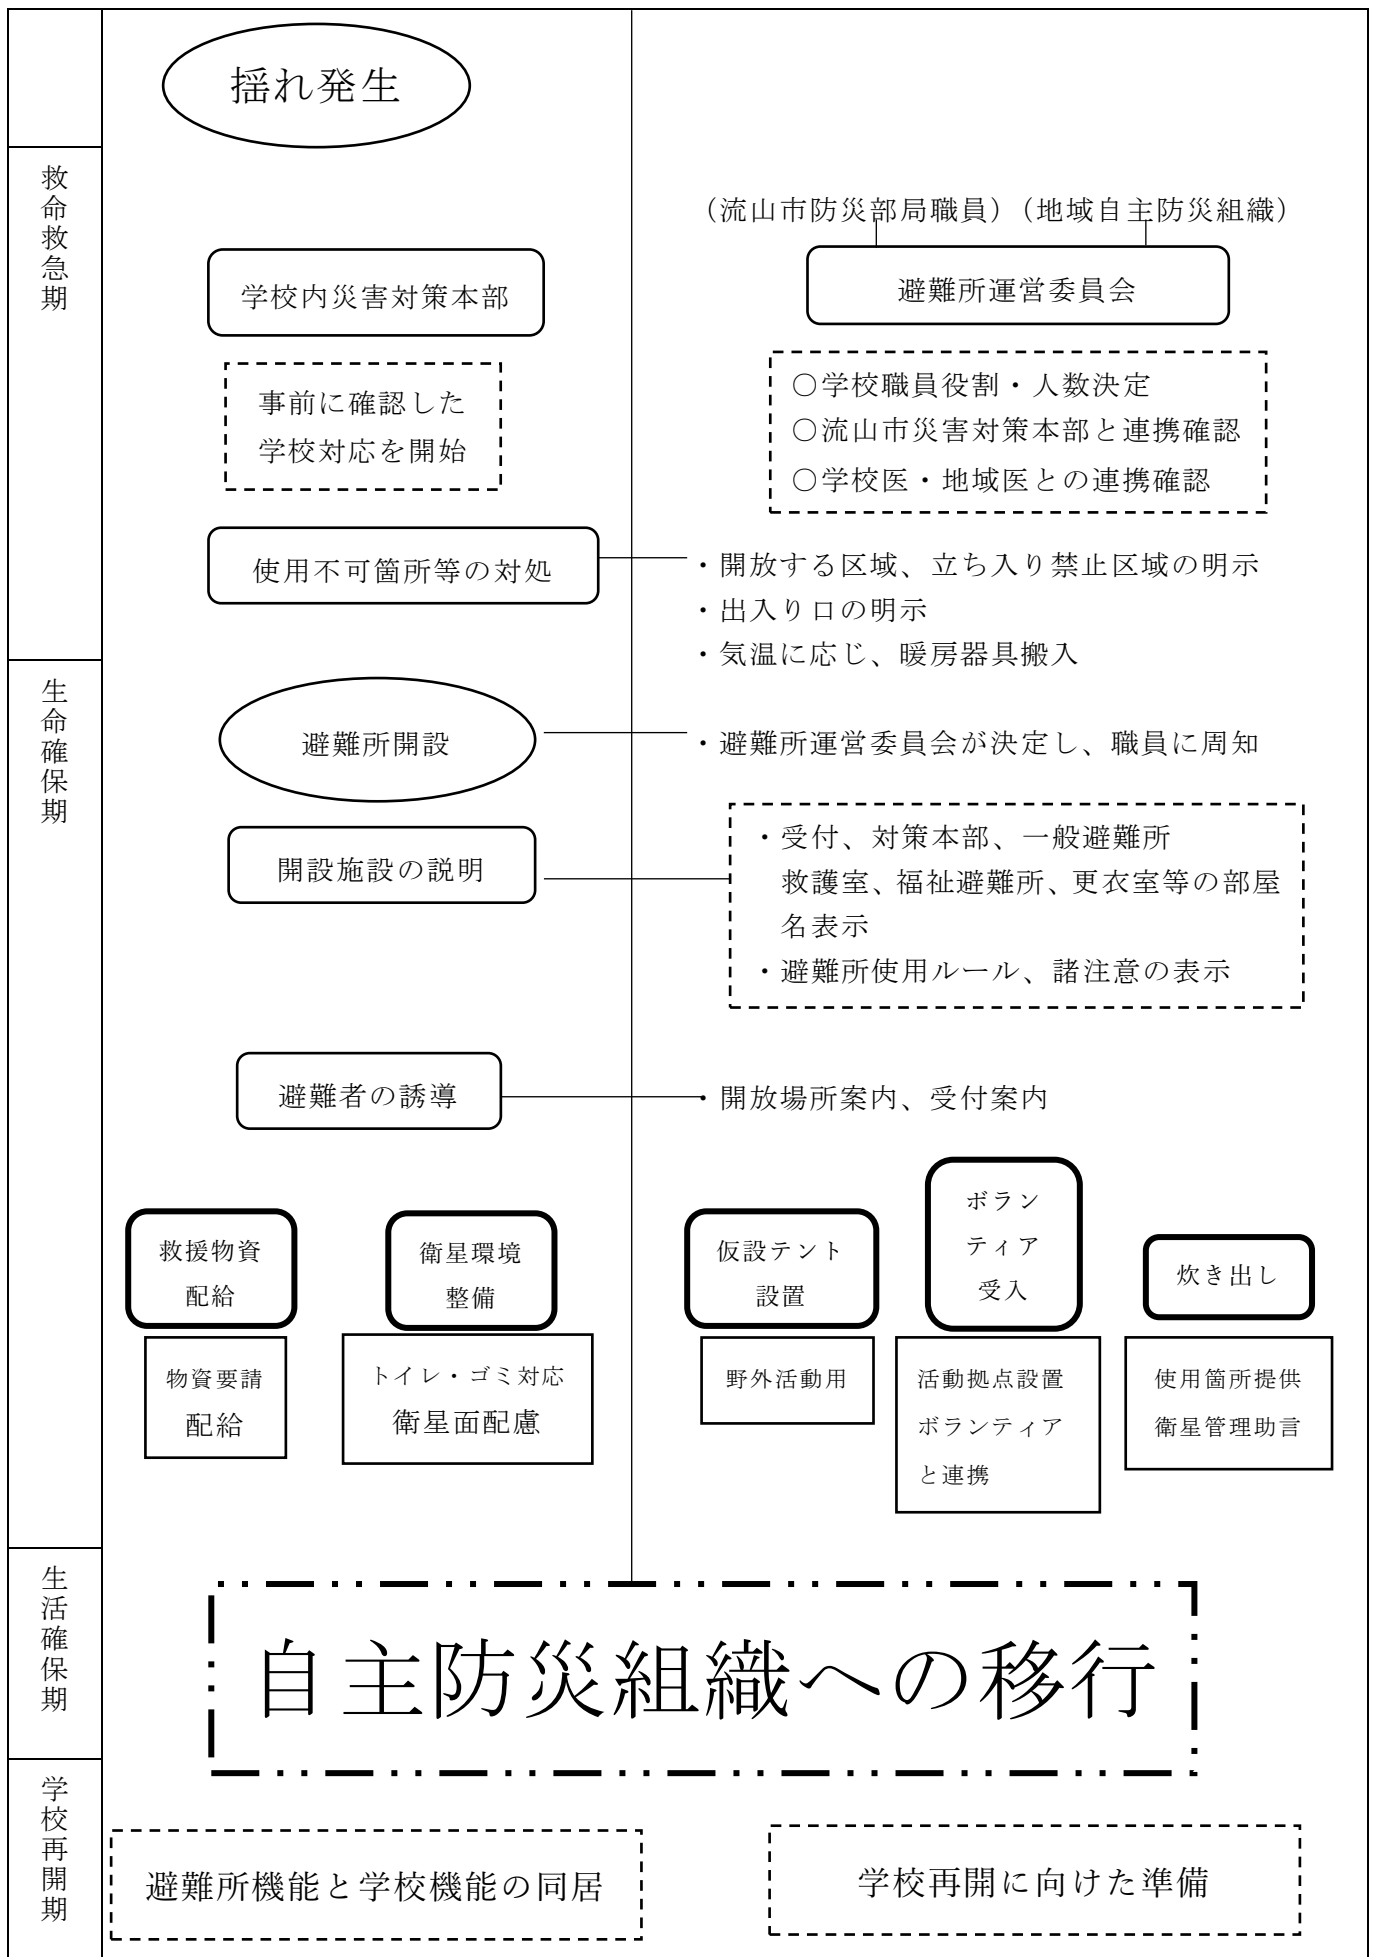 揺れ発生
救命救急期
(流山市防災部局職員)(地域自主防災組織)
学校内災害対策本部
避難所運営委員会
事前に確認した
学校対応を開始
○学校職員役割・人数決定
○流山市災害対策本部と連携確認
○学校医・地域医との連携確認
使用不可箇所等の対処
・開放する区域、立ち入り禁止区域の明示
・出入り口の明示
・気温に応じ、暖房器具搬入
生命確保期
避難所開設
・避難所運営委員会が決定し、職員に周知
開設施設の説明
・受付、対策本部、一般避難所
救護室、福祉避難所、更衣室等の部屋
名表示
・避難所使用ルール、諸注意の表示
避難者の誘導
・開放場所案内、受付案内
救援物資
配給
物資要請
配給
衛星環境
整備
トイレ・ゴミ対応
衛星面配慮
仮設テント
設置
野外活動用
ボラン
ティア
受入
活動拠点設置
ボランティア
と連携
炊き出し
使用箇所提供
衛星管理助言
生活確保期
自主防災組織への移行
学校再開期
避難所機能と学校機能の同居
学校再開に向けた準備